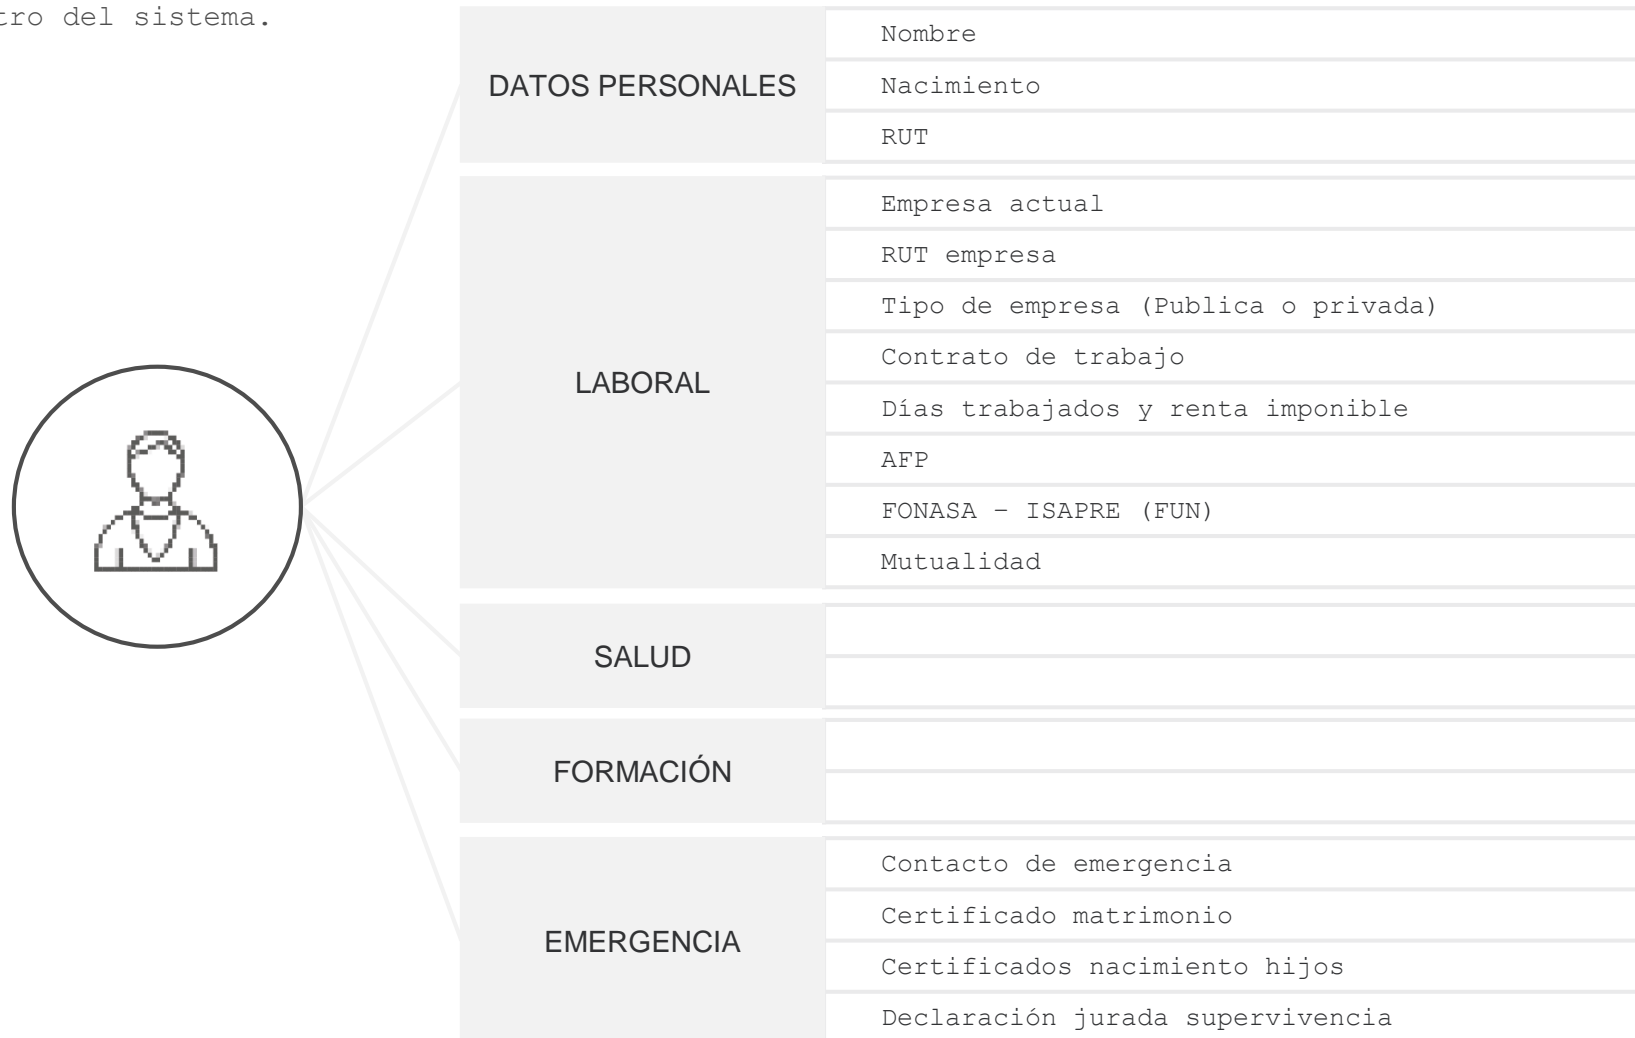 del sistema.
DATOS PERSONALES
Nombre
Nacimiento
RUT
LABORAL
Empresa actual
RUT empresa
Tipo de empresa (Publica o privada)
Contrato de trabajo
Días trabajados y renta imponible
AFP
FONASA – ISAPRE (FUN)
Mutualidad
SALUD
FORMACIÓN
EMERGENCIA
Contacto de emergencia
Certificado matrimonio
Certificados nacimiento hijos
Declaración jurada supervivencia